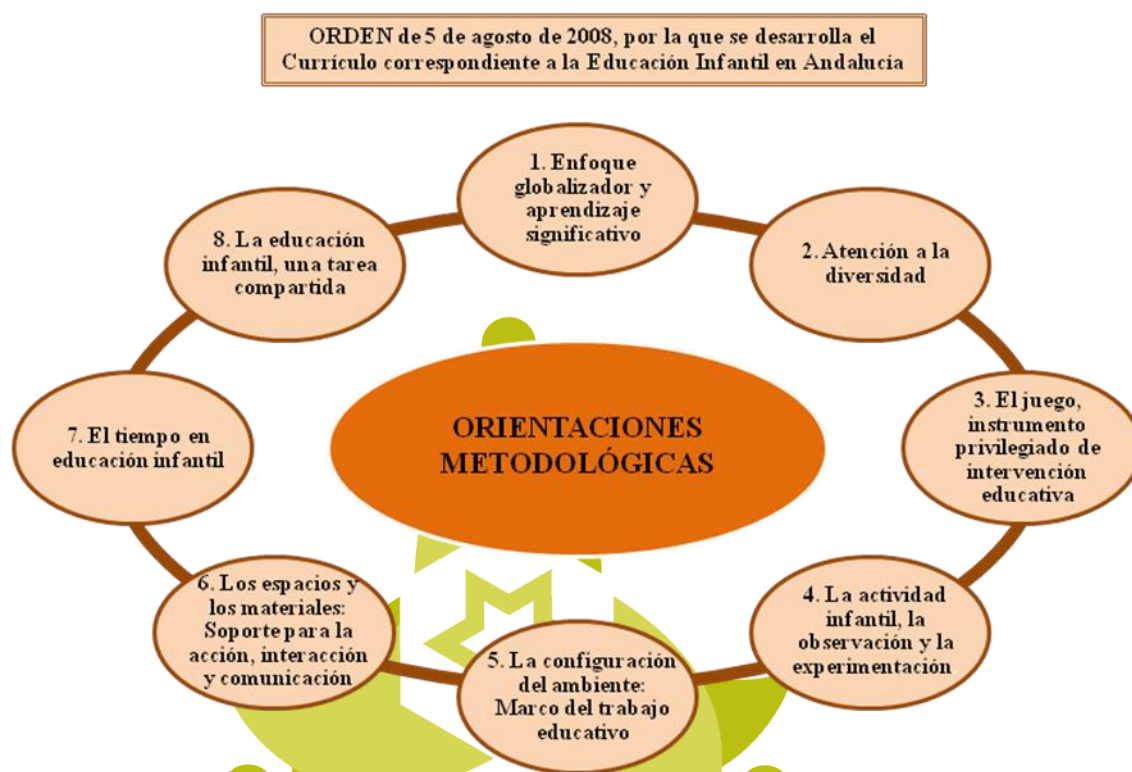 ORDEN de 5 de agosto de 2008, por la que se desarrolla el
Currículo correspondiente a la Educación Infantil en Andalucía
1. Enfoque
globalizador y
aprendizaje
significativo
2. Atención a la
diversidad
3. El juego,
instrumento
privilegiado de
intervención
educativa
4. La actividad
infantil, la
observación y la
experimentación
5. La configuración
del ambiente:
Marco del trabajo
educativo
6. Los espacios y
los materiales:
Soporte para la
acción, interacción
y comunicación
7. El tiempo en
educación infantil
8. La educación
infantil, una tarea
compartida
ORIENTACIONES
METODOLÓGICAS